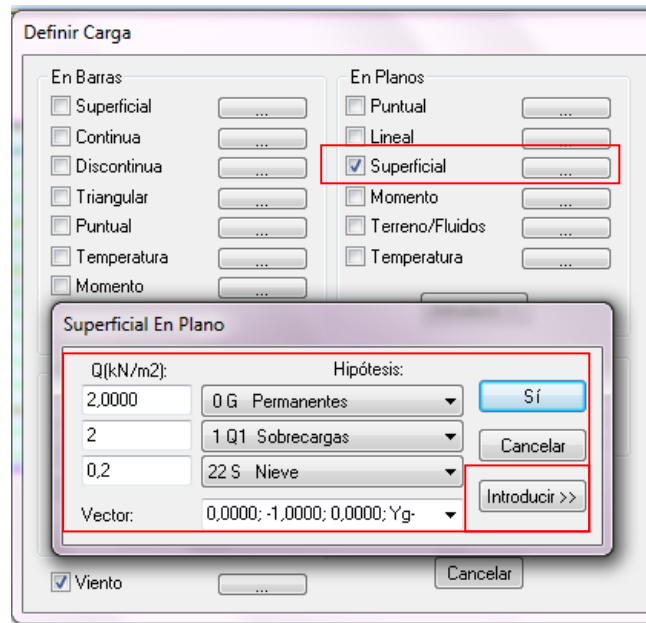 Definir Carga
En Barras
Superficial ...
Continua ...
Discontinua ...
Triangular ...
Puntual ...
Temperatura ...
Momento ...
En Planos
Puntual ...
Lineal ...
Superficial ...
Momento ...
Terreno/Fluidos ...
Temperatura ...
Superficial En Plano
Q(kN/m2): Hipótesis:
2,0000 0 G Permanentes Sí
2 1 Q1 Sobrecargas Cancelar
0,2 22 S Nieve Introducir >>
Vector: 0,0000; -1,0000; 0,0000; Yg-
Viento ... Cancelar